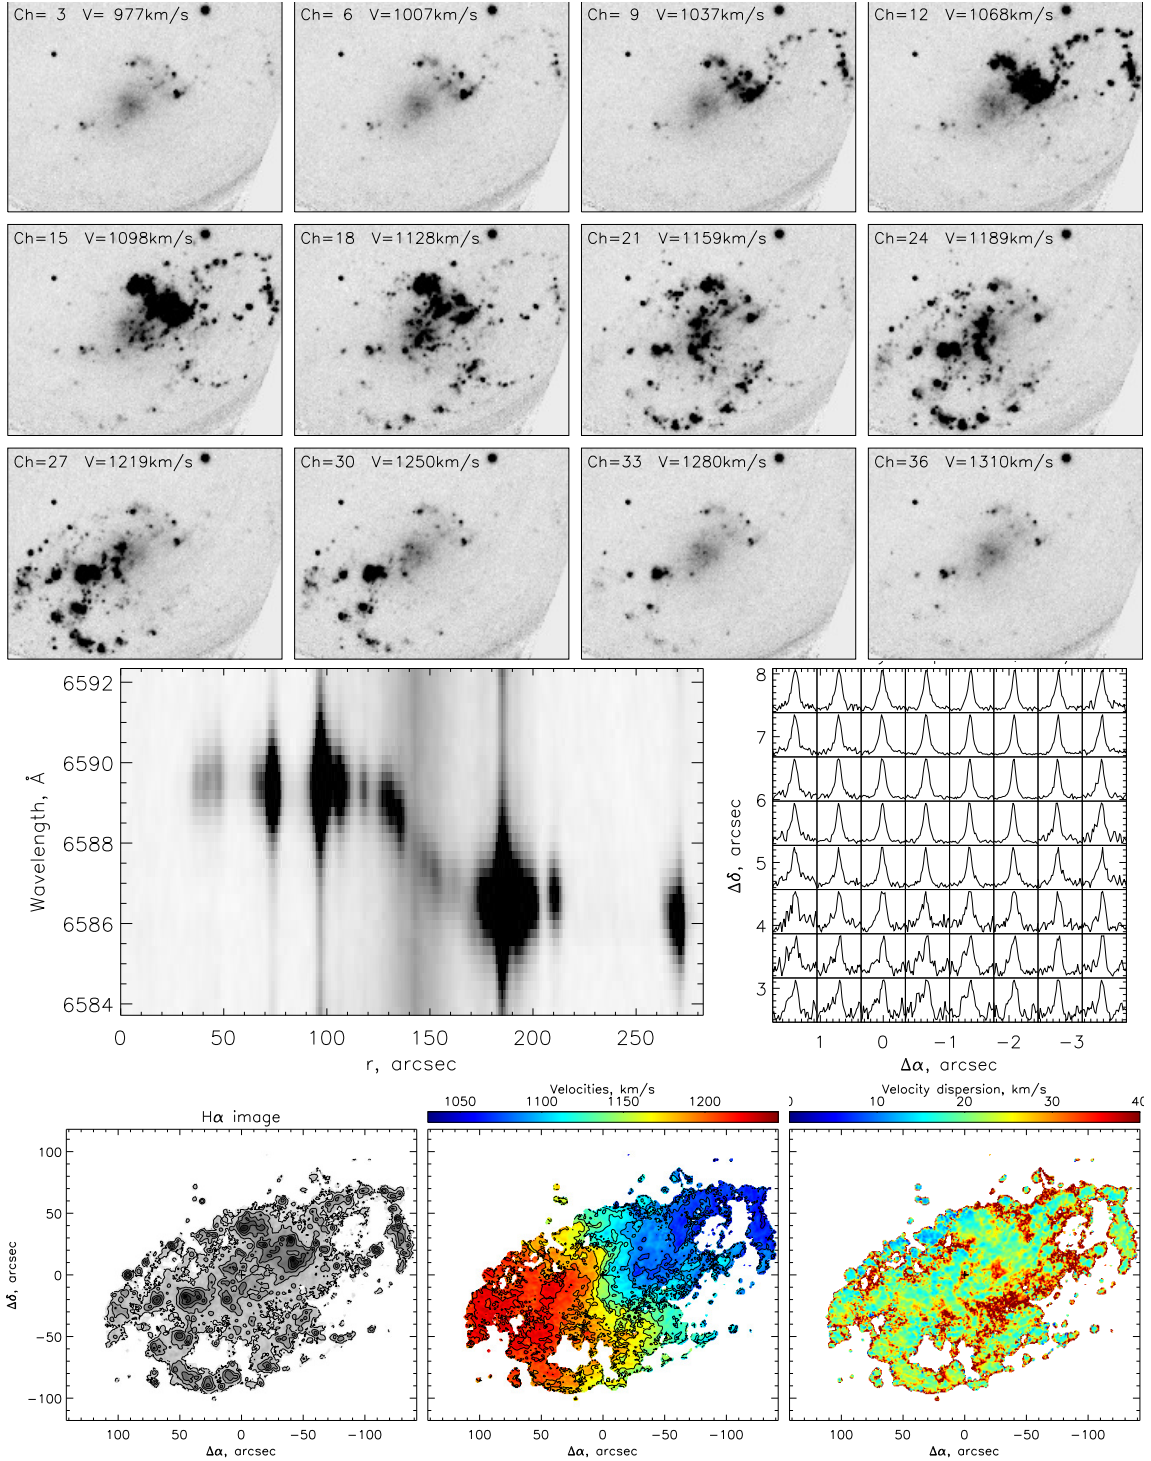 Ch= 3 V= 977km/s
Ch= 6 V=1007km/s
Ch= 9 V=1037km/s
Ch=12 V=1068km/s
Ch=15 V=1098km/s
Ch=18 V=1128km/s
Ch=21 V=1159km/s
Ch=24 V=1189km/s
Ch=27 V=1219km/s
Ch=30 V=1250km/s
Ch=33 V=1280km/s
Ch=36 V=1310km/s
Wavelength, Å
6592
6590
6588
6586
6584
0 50 100 150 200 250
r, arcsec
Δδ, arcsec
8
7
6
5
4
3
1 0 −1 −2 −3
Δα, arcsec
Hα image
Δδ, arcsec
100
50
0
−50
−100
100 50 0 −50 −100
Δα, arcsec
Velocities, km/s
1050 1100 1150 1200
100 50 0 −50 −100
Δα, arcsec
Velocity dispersion, km/s
0 10 20 30 40
100 50 0 −50 −100
Δα, arcsec